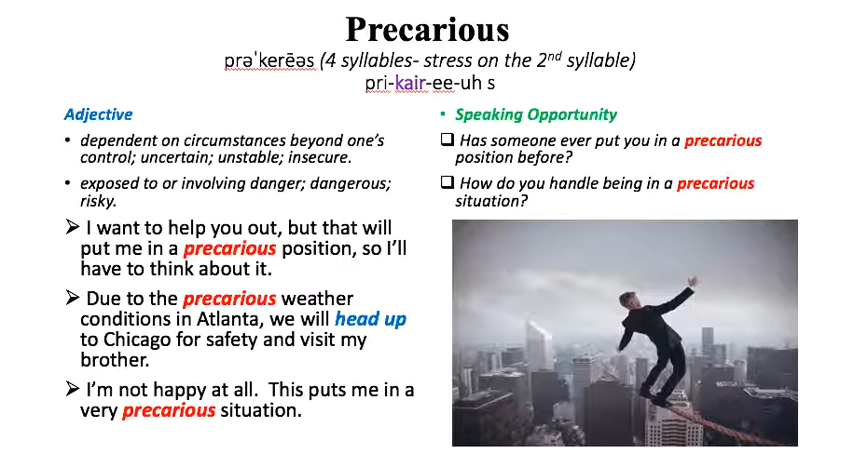 Precarious
prəˈkerēəs (4 syllables- stress on the 2nd syllable)
pri-kair-ee-uh s
Adjective
• dependent on circumstances beyond one's
control; uncertain; unstable; insecure.
• exposed to or involving danger; dangerous;
risky.
➢ I want to help you out, but that will
put me in a precarious position, so I'll
have to think about it.
➢ Due to the precarious weather
conditions in Atlanta, we will head up
to Chicago for safety and visit my
brother.
➢ I'm not happy at all.  This puts me in a
very precarious situation.
• Speaking Opportunity
❑ Has someone ever put you in a precarious
position before?
❑ How do you handle being in a precarious
situation?